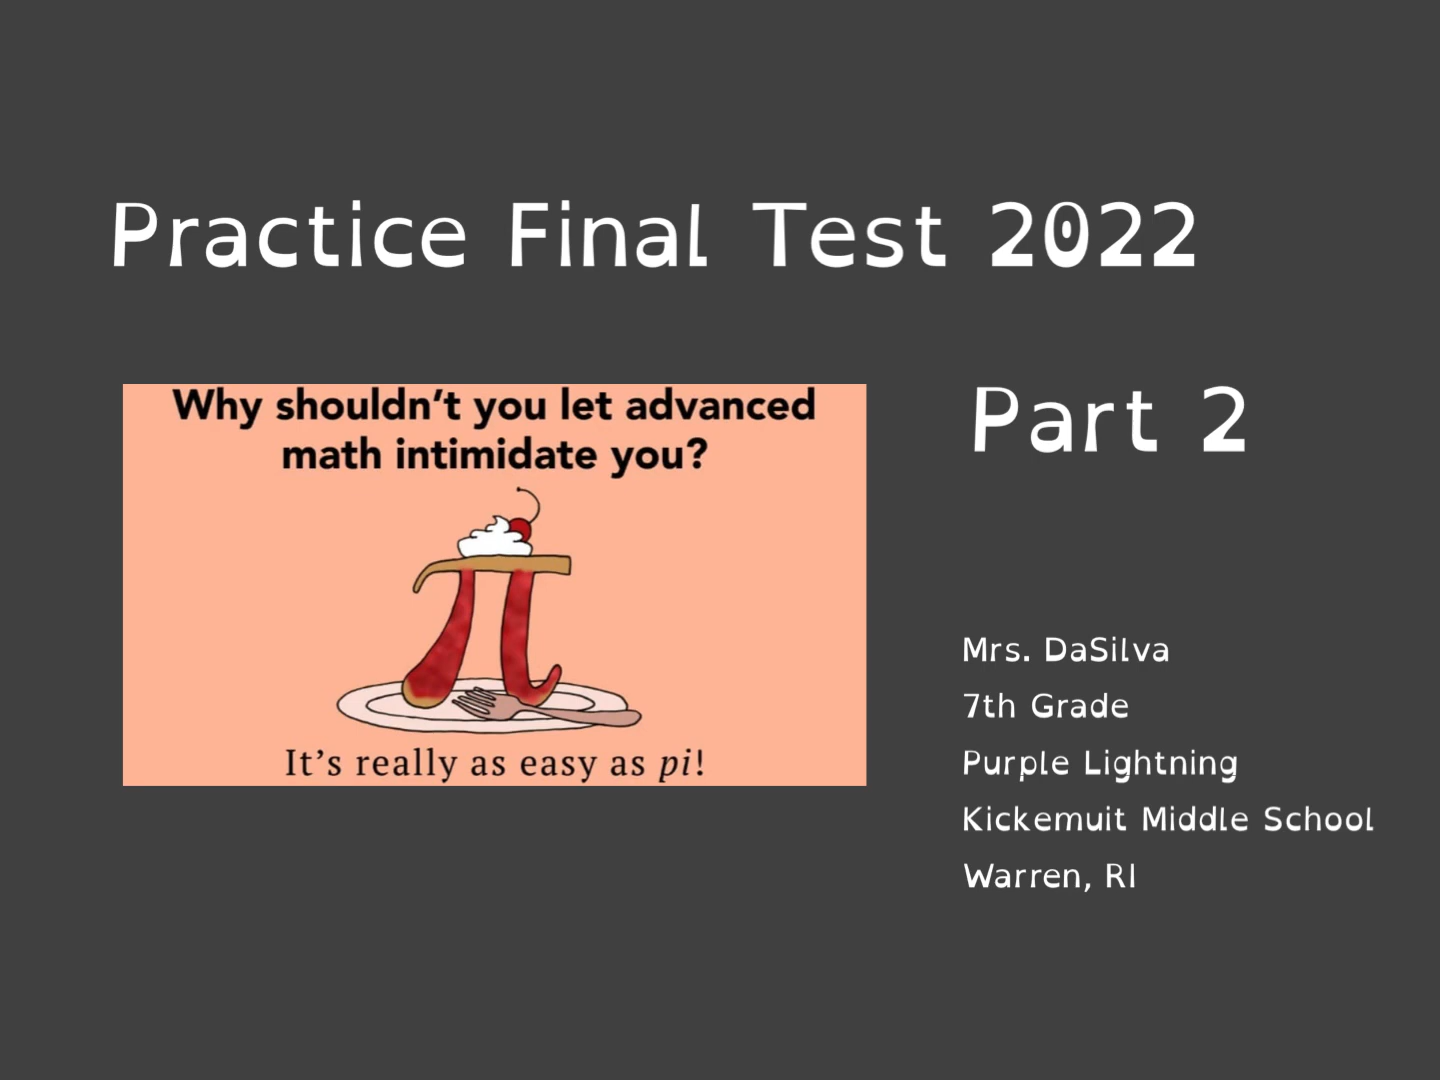 Practice Final Test 2022
Why shouldn't you let advanced
math intimidate you?
It's really as easy as pi!
Part 2
Mrs. DaSilva
7th Grade
Purple Lightning
Kickemuit Middle School
Warren, RI